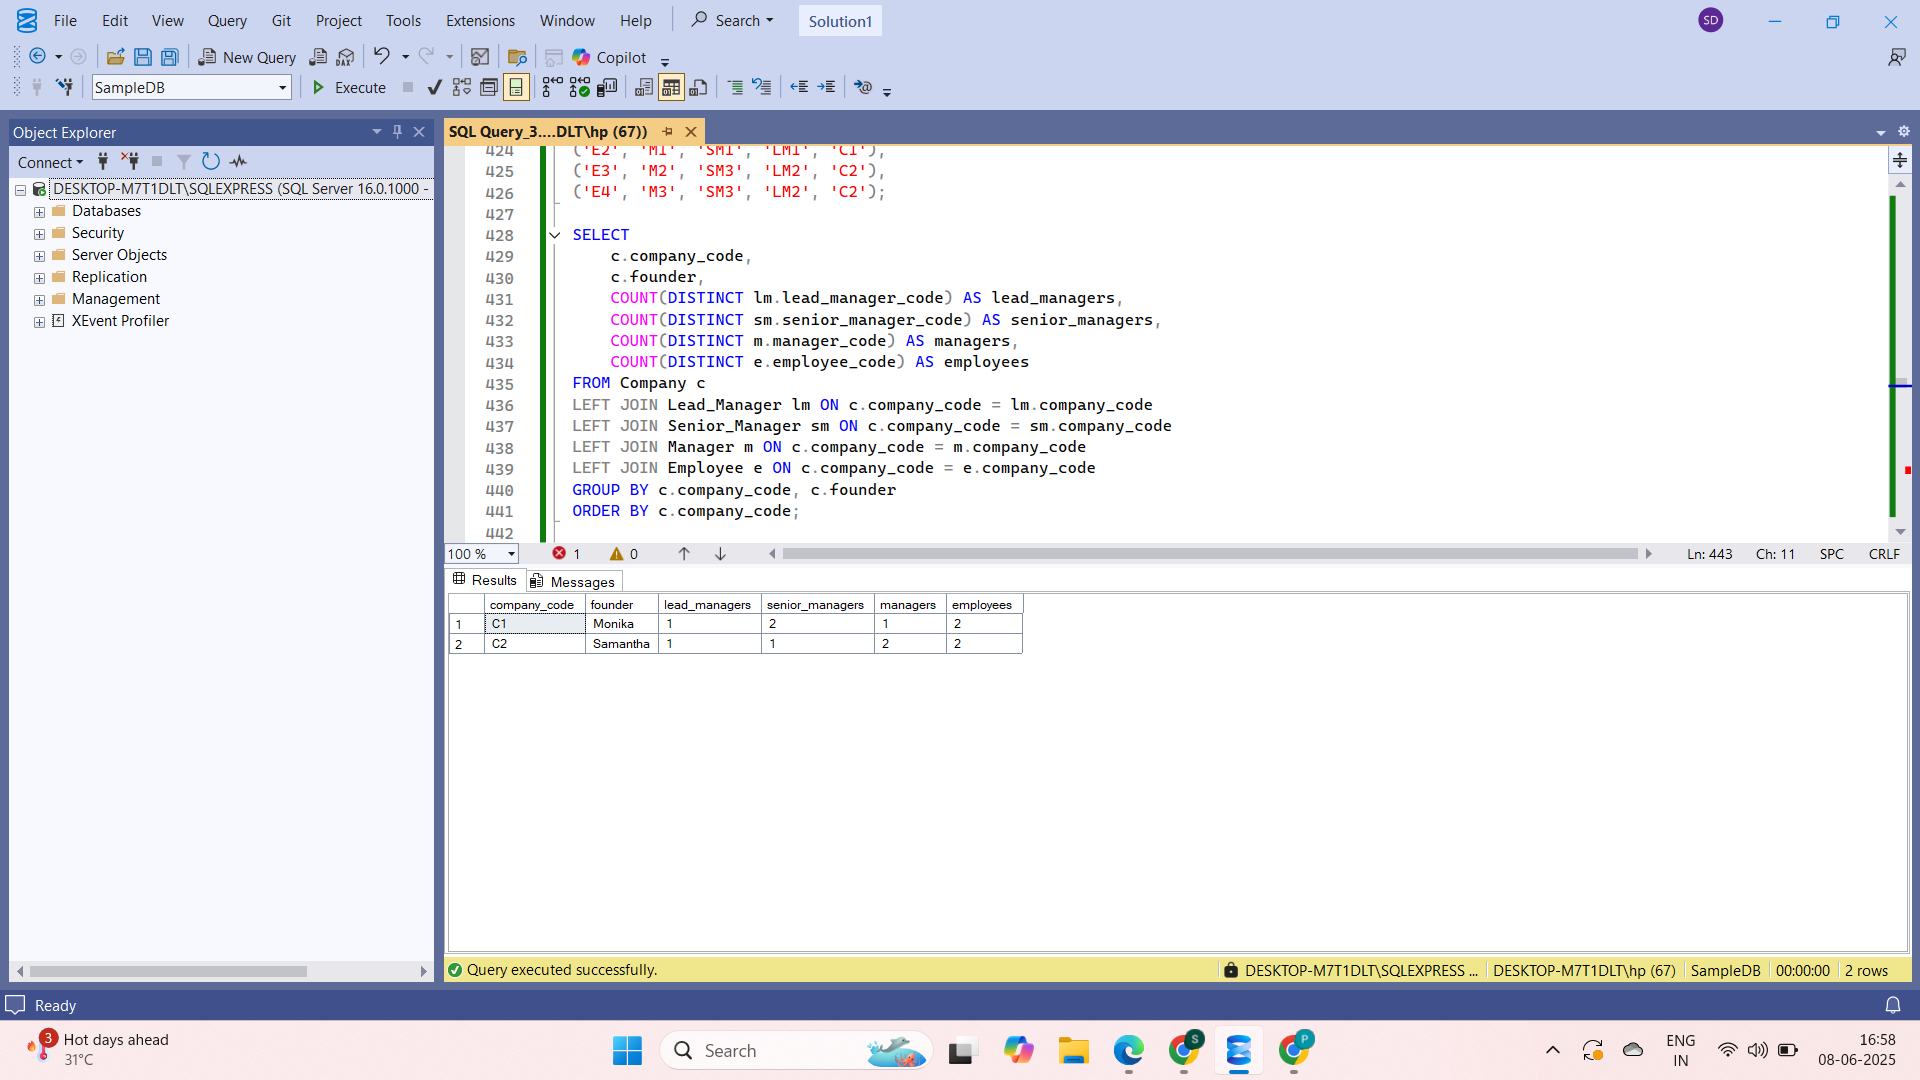 File Edit View Query Git Project Tools Extensions Window Help Search Solution1 SD
New Query DAX Copilot
SampleDB Execute
Object Explorer
Connect
DESKTOP-M7T1DLT\SQLEXPRESS (SQL Server 16.0.1000 -
Databases
Security
Server Objects
Replication
Management
XEvent Profiler
SQL Query_3....DLT\hp (67))
424 ('E2', 'M1', 'SM1', 'LM1', 'C1'),
425 ('E3', 'M2', 'SM3', 'LM2', 'C2'),
426 ('E4', 'M3', 'SM3', 'LM2', 'C2');
427
428 SELECT
429 c.company_code,
430 c.founder,
431 COUNT(DISTINCT lm.lead_manager_code) AS lead_managers,
432 COUNT(DISTINCT sm.senior_manager_code) AS senior_managers,
433 COUNT(DISTINCT m.manager_code) AS managers,
434 COUNT(DISTINCT e.employee_code) AS employees
435 FROM Company c
436 LEFT JOIN Lead_Manager lm ON c.company_code = lm.company_code
437 LEFT JOIN Senior_Manager sm ON c.company_code = sm.company_code
438 LEFT JOIN Manager m ON c.company_code = m.company_code
439 LEFT JOIN Employee e ON c.company_code = e.company_code
440 GROUP BY c.company_code, c.founder
441 ORDER BY c.company_code;
442
100 % 1 0 Ln: 443 Ch: 11 SPC CRLF
Results Messages
company_code founder lead_managers senior_managers managers employees
1 C1 Monika 1 2 1 2
2 C2 Samantha 1 1 2 2
Query executed successfully. DESKTOP-M7T1DLT\SQLEXPRESS ... DESKTOP-M7T1DLT\hp (67) SampleDB 00:00:00 2 rows
Ready
3 Hot days ahead
31°C
Search
S
P
ENG
IN
16:58
08-06-2025